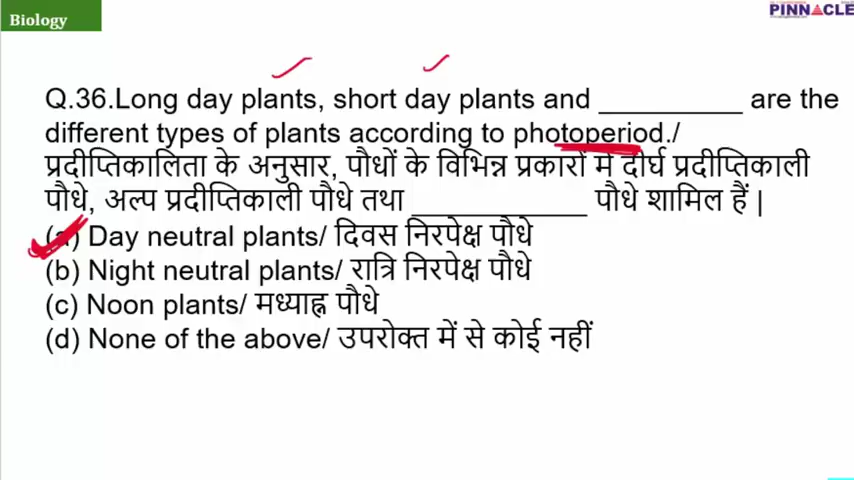 Biology
PINNACLE
Q.36.Long day plants, short day plants and __________ are the
different types of plants according to photoperiod./
प्रदीप्तिकालिता के अनुसार, पौधों के विभिन्न प्रकारों में दीर्घ प्रदीप्तिकाली
पौधे, अल्प प्रदीप्तिकाली पौधे तथा ____________ पौधे शामिल हैं |
(a) Day neutral plants/ दिवस निरपेक्ष पौधे
(b) Night neutral plants/ रात्रि निरपेक्ष पौधे
(c) Noon plants/ मध्याह्न पौधे
(d) None of the above/ उपरोक्त में से कोई नहीं